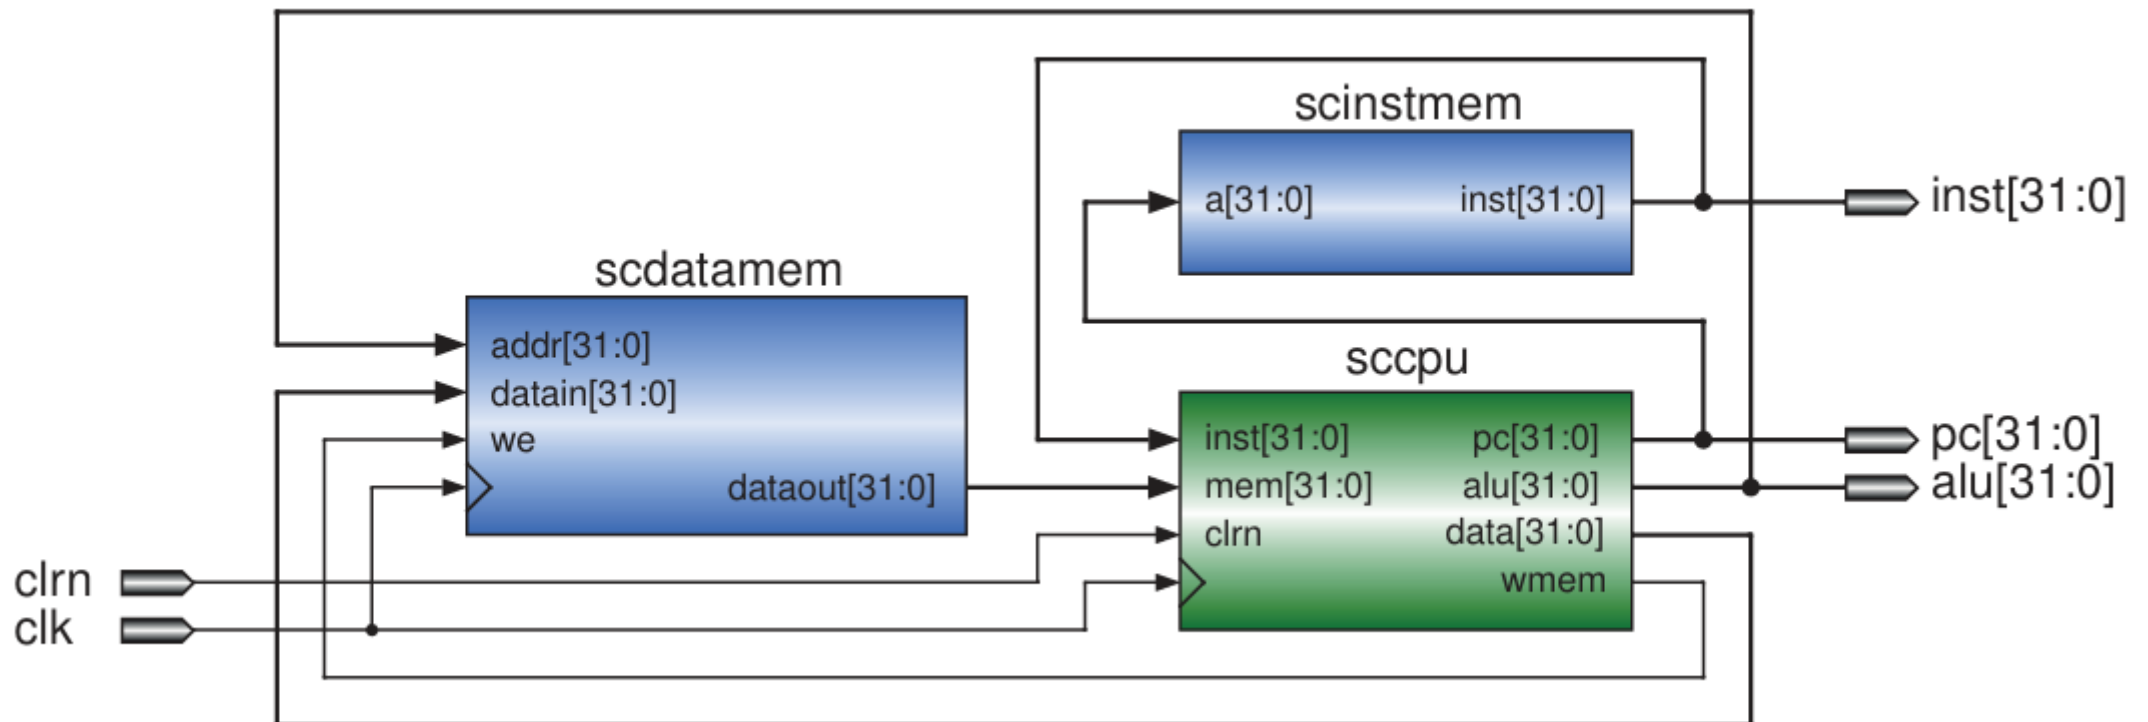 scinstmem
a[31:0] inst[31:0]
inst[31:0]
scdatamem
addr[31:0]
datain[31:0]
we
dataout[31:0]
sccpu
inst[31:0] pc[31:0]
mem[31:0] alu[31:0]
clrn data[31:0]
wmem
pc[31:0]
alu[31:0]
clrn
clk